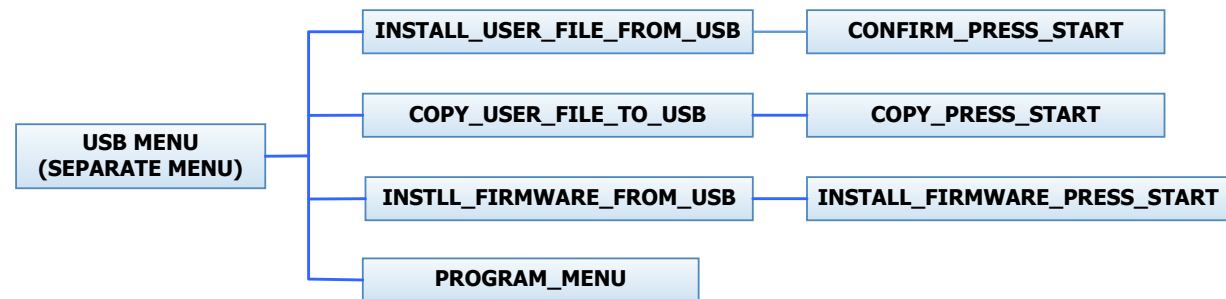 INSTALL_USER_FILE_FROM_USB
CONFIRM_PRESS_START
COPY_USER_FILE_TO_USB
COPY_PRESS_START
USB MENU
(SEPARATE MENU)
INSTLL_FIRMWARE_FROM_USB
INSTALL_FIRMWARE_PRESS_START
PROGRAM_MENU